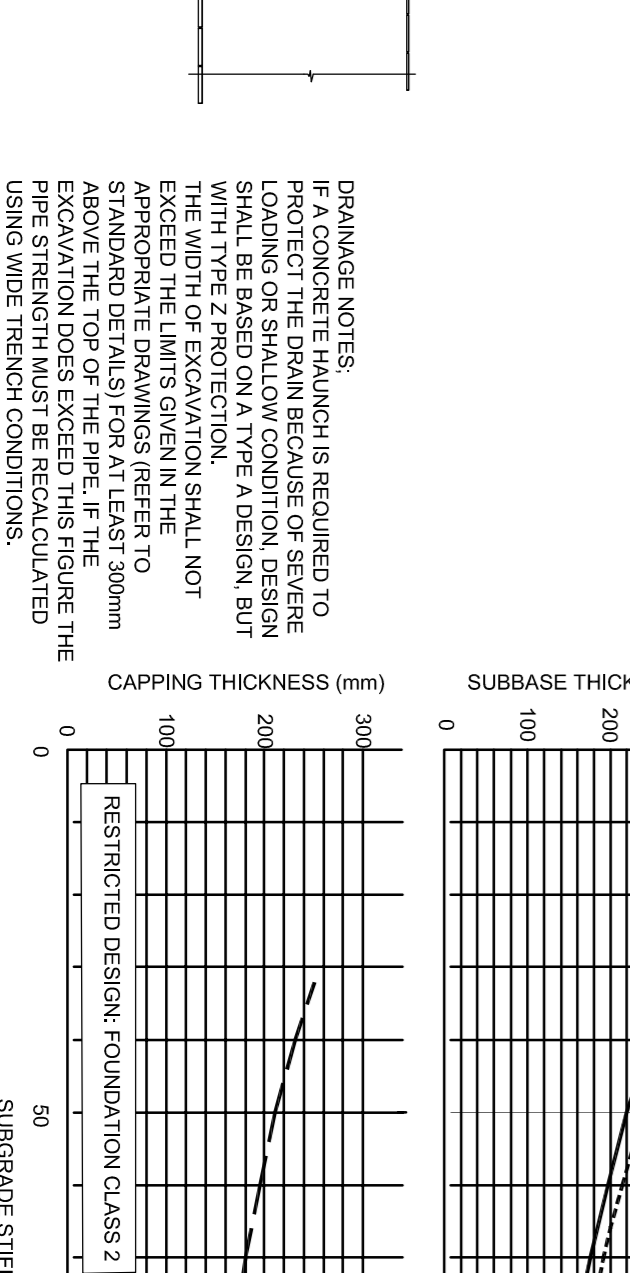 DRAINAGE NOTES;
IF A CONCRETE HAUNCH IS REQUIRED TO
PROTECT THE DRAIN BECAUSE OF SEVERE
LOADING OR SHALLOW CONDITION, DESIGN
SHALL BE BASED ON A TYPE A DESIGN, BUT
WITH TYPE Z PROTECTION.
THE WIDTH OF EXCAVATION SHALL NOT
EXCEED THE LIMITS GIVEN IN THE
APPROPRIATE DRAWINGS (REFER TO
STANDARD DETAILS) FOR AT LEAST 300mm
ABOVE THE TOP OF THE PIPE. IF THE
EXCAVATION DOES EXCEED THIS FIGURE THE
PIPE STRENGTH MUST BE RECALCULATED
USING WIDE TRENCH CONDITIONS.
CAPPING THICKNESS (mm)
0
100
200
300
0
50
RESTRICTED DESIGN: FOUNDATION CLASS 2
SUBBASE THICK
0
100
200
SUBGRADE STIF